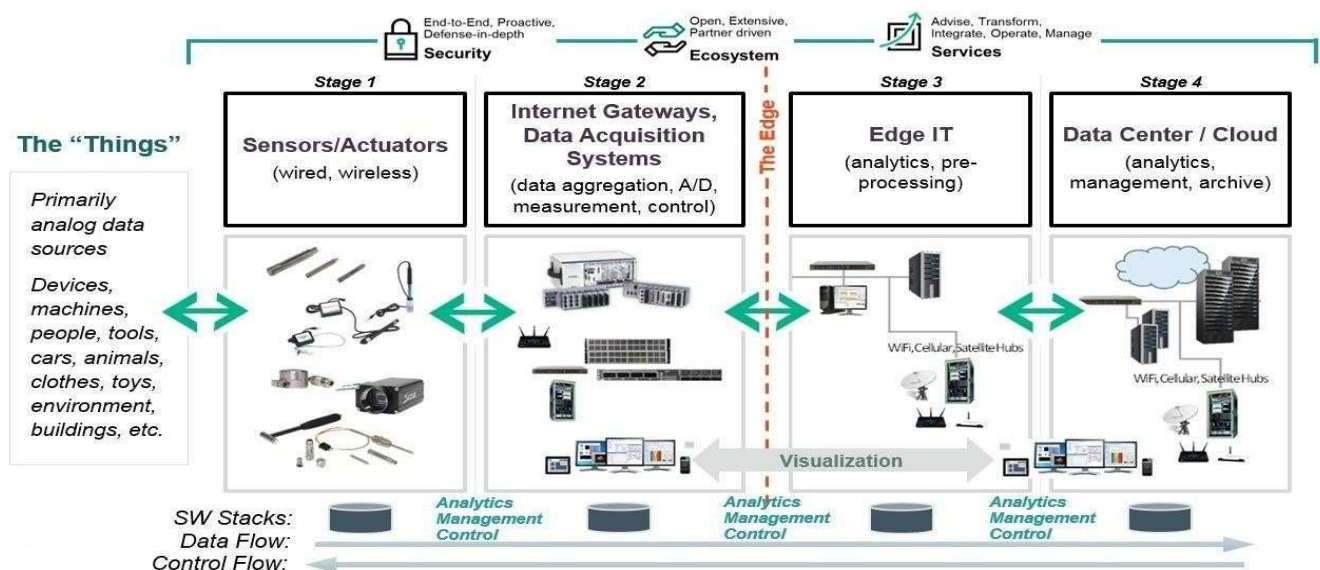 End-to-End, Proactive,
Defense-in-depth
Security
Open, Extensive,
Partner driven
Ecosystem
Advise, Transform,
Integrate, Operate, Manage
Services
Stage 1
Stage 2
Stage 3
Stage 4
The "Things"
Primarily
analog data
sources
Devices,
machines,
people, tools,
cars, animals,
clothes, toys,
environment,
buildings, etc.
Sensors/Actuators
(wired, wireless)
Internet Gateways,
Data Acquisition
Systems
(data aggregation, A/D,
measurement, control)
The Edge
Edge IT
(analytics, pre-
processing)
Data Center / Cloud
(analytics,
management, archive)
WiFi, Cellular, Satellite Hubs
WiFi, Cellular, Satellite Hubs
Visualization
SW Stacks:
Analytics
Management
Control
Analytics
Management
Control
Analytics
Management
Control
Data Flow:
Control Flow: